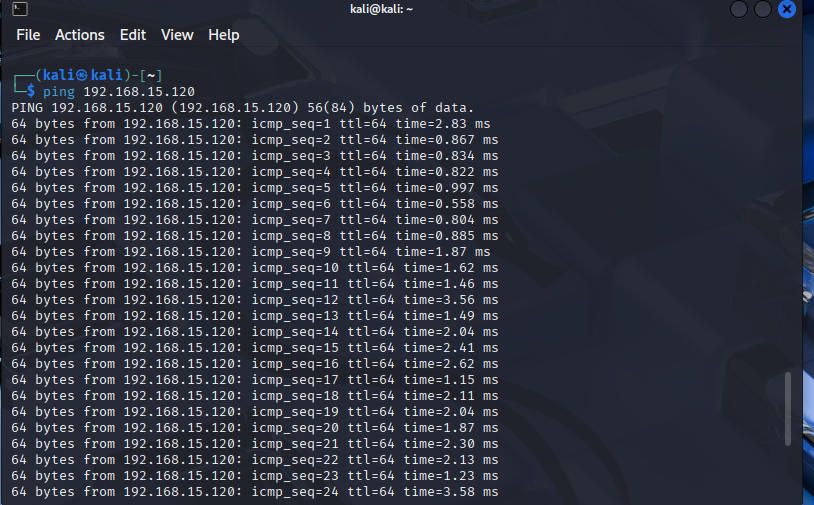 kali@kali: ~
File Actions Edit View Help
┌──(kali㉿kali)-[~]
└─$ ping 192.168.15.120
PING 192.168.15.120 (192.168.15.120) 56(84) bytes of data.
64 bytes from 192.168.15.120: icmp_seq=1 ttl=64 time=2.83 ms
64 bytes from 192.168.15.120: icmp_seq=2 ttl=64 time=0.867 ms
64 bytes from 192.168.15.120: icmp_seq=3 ttl=64 time=0.834 ms
64 bytes from 192.168.15.120: icmp_seq=4 ttl=64 time=0.822 ms
64 bytes from 192.168.15.120: icmp_seq=5 ttl=64 time=0.997 ms
64 bytes from 192.168.15.120: icmp_seq=6 ttl=64 time=0.558 ms
64 bytes from 192.168.15.120: icmp_seq=7 ttl=64 time=0.804 ms
64 bytes from 192.168.15.120: icmp_seq=8 ttl=64 time=0.885 ms
64 bytes from 192.168.15.120: icmp_seq=9 ttl=64 time=1.87 ms
64 bytes from 192.168.15.120: icmp_seq=10 ttl=64 time=1.62 ms
64 bytes from 192.168.15.120: icmp_seq=11 ttl=64 time=1.46 ms
64 bytes from 192.168.15.120: icmp_seq=12 ttl=64 time=3.56 ms
64 bytes from 192.168.15.120: icmp_seq=13 ttl=64 time=1.49 ms
64 bytes from 192.168.15.120: icmp_seq=14 ttl=64 time=2.04 ms
64 bytes from 192.168.15.120: icmp_seq=15 ttl=64 time=2.41 ms
64 bytes from 192.168.15.120: icmp_seq=16 ttl=64 time=2.62 ms
64 bytes from 192.168.15.120: icmp_seq=17 ttl=64 time=1.15 ms
64 bytes from 192.168.15.120: icmp_seq=18 ttl=64 time=2.11 ms
64 bytes from 192.168.15.120: icmp_seq=19 ttl=64 time=2.04 ms
64 bytes from 192.168.15.120: icmp_seq=20 ttl=64 time=1.87 ms
64 bytes from 192.168.15.120: icmp_seq=21 ttl=64 time=2.30 ms
64 bytes from 192.168.15.120: icmp_seq=22 ttl=64 time=2.13 ms
64 bytes from 192.168.15.120: icmp_seq=23 ttl=64 time=1.23 ms
64 bytes from 192.168.15.120: icmp_seq=24 ttl=64 time=3.58 ms